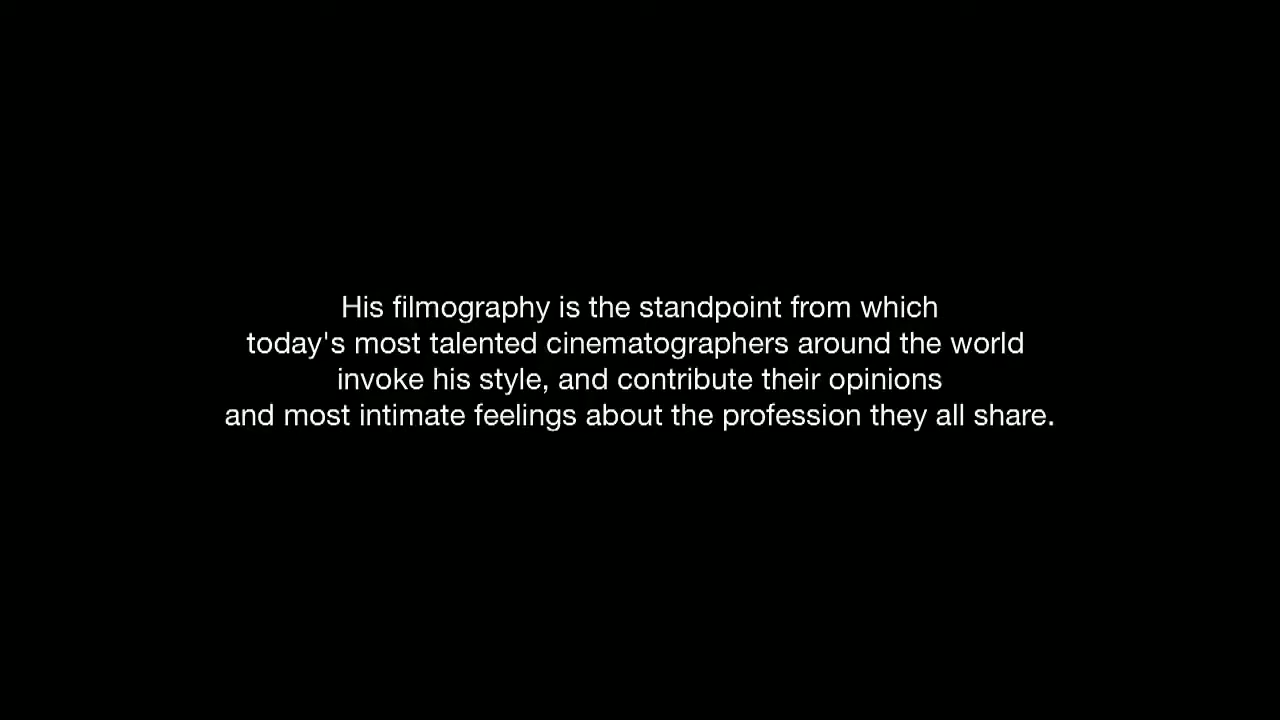 His filmography is the standpoint from which
today's most talented cinematographers around the world
invoke his style, and contribute their opinions
and most intimate feelings about the profession they all share.